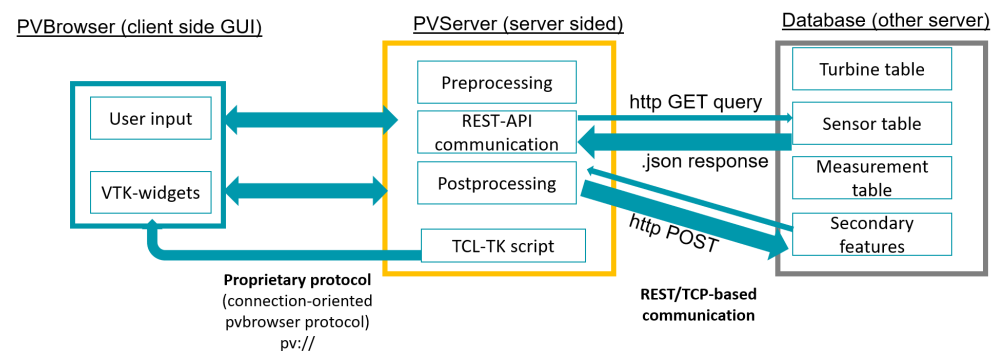 PVBrowser (client side GUI)
PVServer (server sided)
Database (other server)
User input
VTK-widgets
Preprocessing
REST-API
communication
Postprocessing
TCL-TK script
http GET query
.json response
http POST
Turbine table
Sensor table
Measurement
table
Secondary
features
Proprietary protocol
(connection-oriented
pvbrowser protocol)
pv://
REST/TCP-based
communication